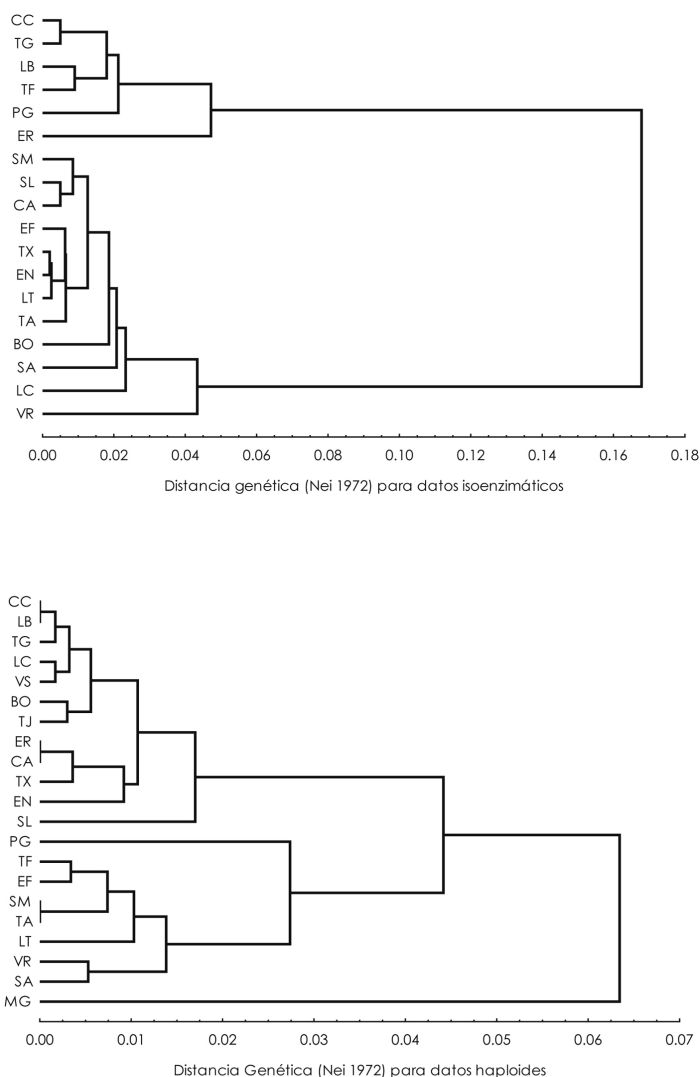 CC
TG
LB
TF
PG
ER
SM
SL
CA
EF
TX
EN
LT
TA
BO
SA
LC
VR
0.00 0.02 0.04 0.06 0.08 0.10 0.12 0.14 0.16 0.18
Distancia genética (Nei 1972) para datos isoenzimáticos
CC
LB
TG
LC
VS
BO
TJ
ER
CA
TX
EN
SL
PG
TF
EF
SM
TA
LT
VR
SA
MG
0.00 0.01 0.02 0.03 0.04 0.05 0.06 0.07
Distancia Genética (Nei 1972) para datos haploides